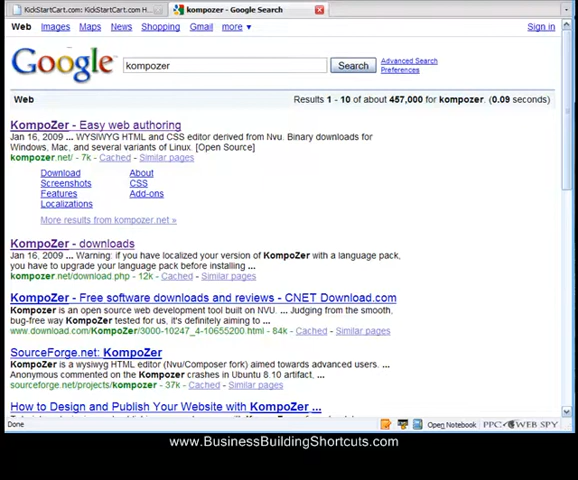 KickStartCart.com: KickStartCart.com H...
kompozer - Google Search
Web Images Maps News Shopping Gmail more ▼ Sign in
Google
kompozer
Search
Advanced Search
Preferences
Web Results 1 - 10 of about 457,000 for kompozer. (0.09 seconds)
KompoZer - Easy web authoring
Jan 16, 2009 ... WYSIWYG HTML and CSS editor derived from Nvu. Binary downloads for
Windows, Mac, and several variants of Linux. [Open Source]
kompozer.net/ - 7k - Cached - Similar pages
Download About
Screenshots CSS
Features Add-ons
Localizations
More results from kompozer.net »
KompoZer - downloads
Jan 16, 2009 ... Warning: if you have localized your version of KompoZer with a language pack,
you have to upgrade your language pack before installing ...
kompozer.net/download.php - 12k - Cached - Similar pages
KompoZer - Free software downloads and reviews - CNET Download.com
Kompozer is an open source web development tool built on NVU. ... Judging from the smooth,
bug-free way Kompozer tested for us, it's definitely aiming to ...
www.download.com/KompoZer/3000-10247_4-10655200.html - 84k - Cached - Similar pages
SourceForge.net: KompoZer
KompoZer is a wysiwyg HTML editor (Nvu/Composer fork) aimed towards advanced users. ...
Anonymous commented on the Kompozer crashes in Ubuntu 8.10 artifact. ...
sourceforge.net/projects/kompozer - 37k - Cached - Similar pages
How to Design and Publish Your Website with KompoZer ...
Done Open Notebook PPC WEB SPY
www.BusinessBuildingShortcuts.com